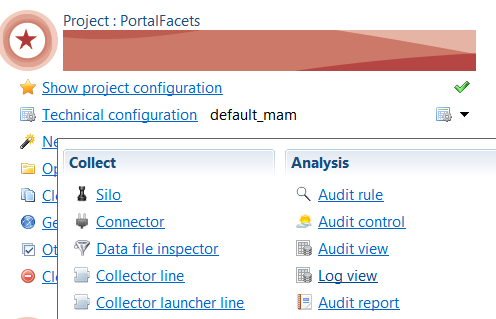 Project : PortalFacets
Show project configuration
Technical configuration default_mam
Ne
Op
Cl
Ge
Ot
Cl
Collect
Silo
Connector
Data file inspector
Collector line
Collector launcher line
Analysis
Audit rule
Audit control
Audit view
Log view
Audit report